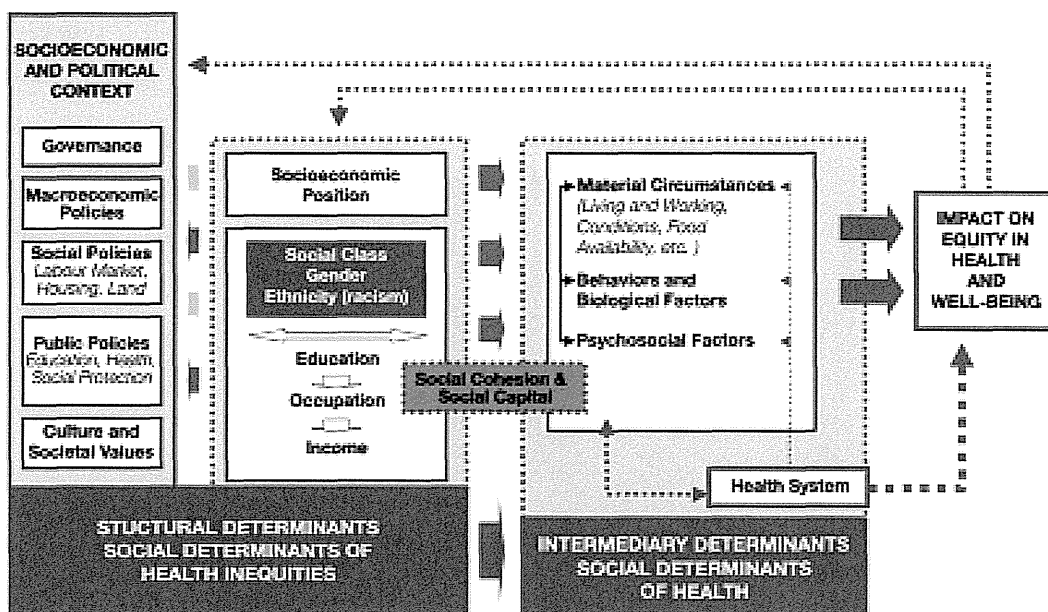 SOCIOECONOMIC
AND POLITICAL
CONTEXT
Governance
Macroeconomic
Policies
Social Policies
Labour Market,
Housing, Land
Public Policies
Education, Health,
Social Protection
Culture and
Societal Values
Socioeconomic
Position
Social Class
Gender
Ethnicity (racism)
Education
Occupation
Income
Social Cohesion &
Social Capital
Material Circumstances
(Living and Working,
Conditions, Food
Availability, etc. )
Behaviors and
Biological Factors
Psychosocial Factors
Health System
IMPACT ON
EQUITY IN
HEALTH
AND
WELL-BEING
STUCTURAL DETERMINANTS
SOCIAL DETERMINANTS OF
HEALTH INEQUITIES
INTERMEDIARY DETERMINANTS
SOCIAL DETERMINANTS
OF HEALTH